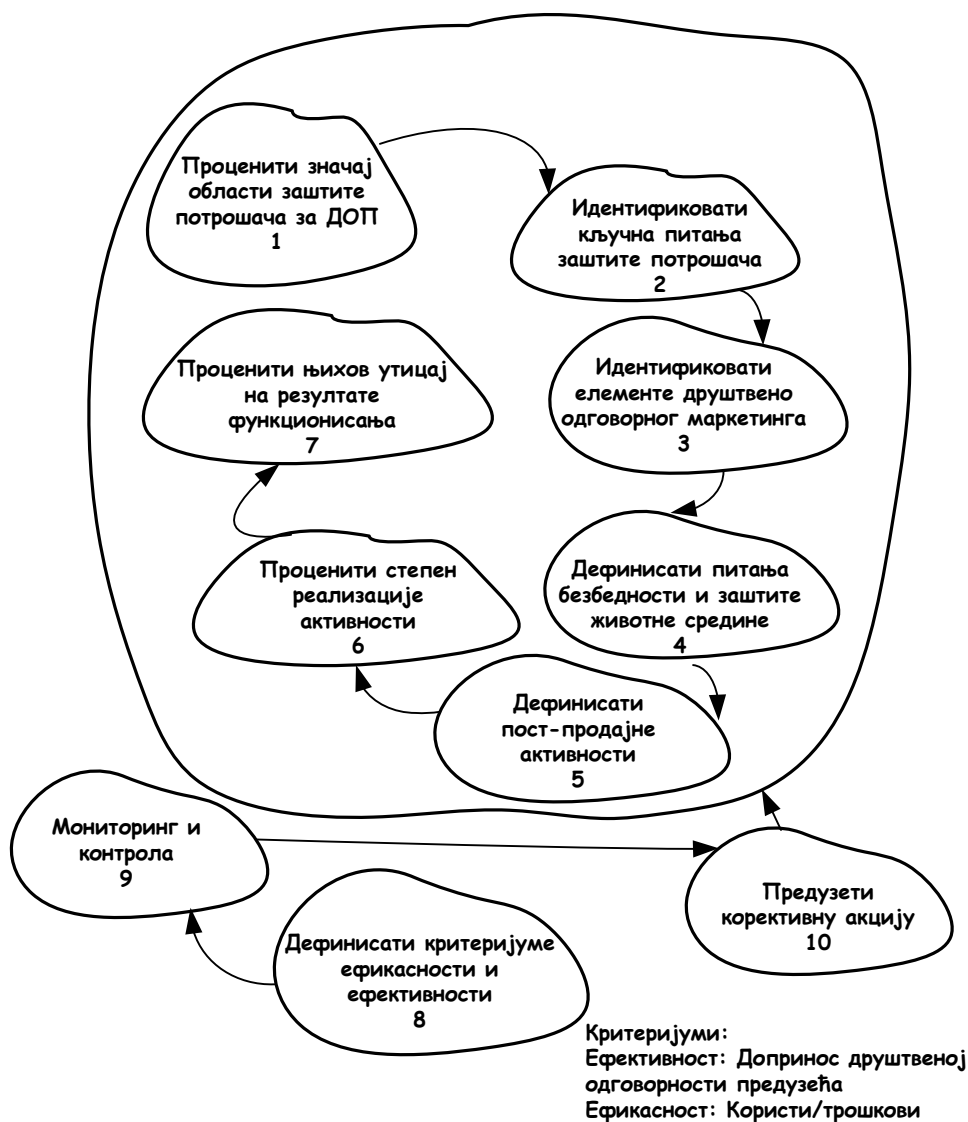 Проценити значај
области заштите
потрошача за ДОП
1
Идентификовати
кључна питања
заштите потрошача
2
Идентификовати
елементе друштвено
одговорног маркетинга
3
Дефинисати питања
безбедности и заштите
животне средине
4
Дефинисати
пост-продајне
активности
5
Проценити степен
реализације
активности
6
Проценити њихов утицај
на резултате
функционисања
7
Дефинисати критеријуме
ефикасности и
ефективности
8
Мониторинг и
контрола
9
Предузети
корективну акцију
10
Критеријуми:
Ефективност: Допринос друштвеној
одговорности предузећа
Ефикасност: Користи/трошкови